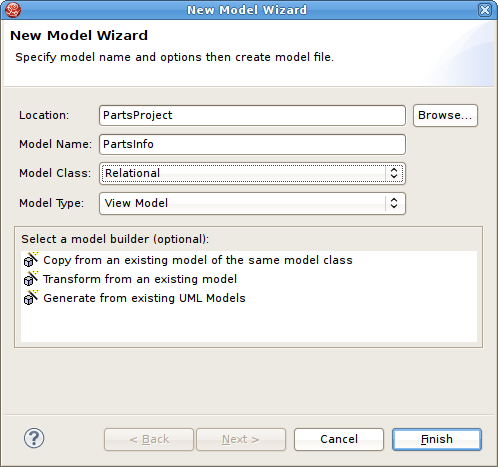 New Model Wizard
New Model Wizard
Specify model name and options then create model file.
Location: PartsProject Browse...
Model Name: PartsInfo
Model Class: Relational
Model Type: View Model
Select a model builder (optional):
Copy from an existing model of the same model class
Transform from an existing model
Generate from existing UML Models
? < Back Next > Cancel Finish